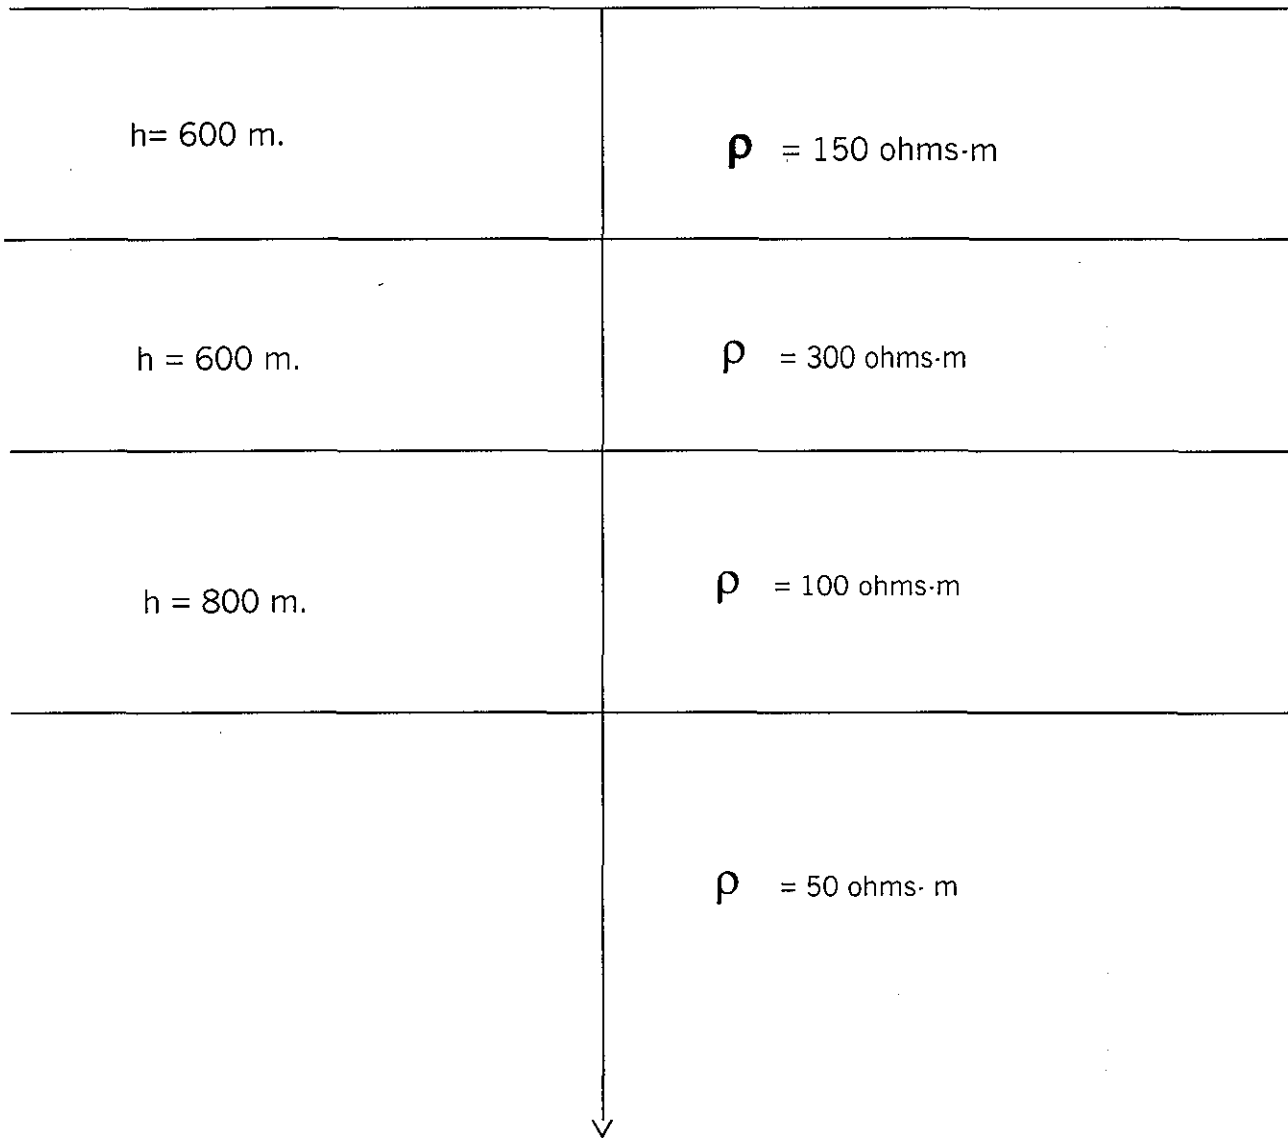 h= 600 m.
ρ = 150 ohms-m
h = 600 m.
ρ = 300 ohms-m
h = 800 m.
ρ = 100 ohms-m
ρ = 50 ohms- m